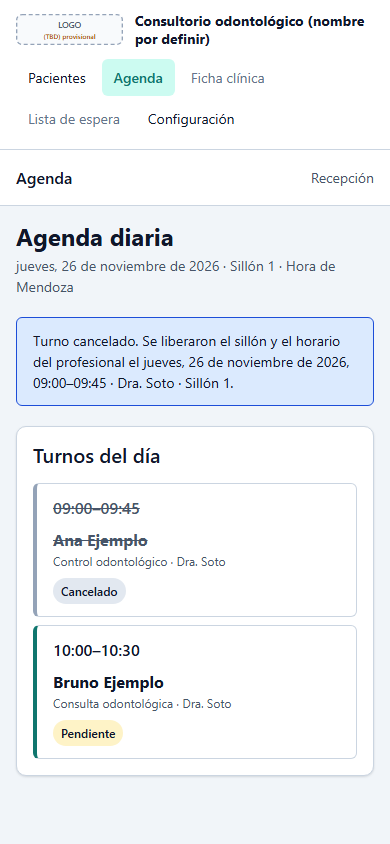 LOGO
(TBD) provisional
Consultorio odontológico (nombre
por definir)
Pacientes
Agenda
Ficha clínica
Lista de espera
Configuración
Agenda
Recepción
Agenda diaria
jueves, 26 de noviembre de 2026 · Sillón 1 · Hora de
Mendoza
Turno cancelado. Se liberaron el sillón y el horario
del profesional el jueves, 26 de noviembre de 2026,
09:00–09:45 · Dra. Soto · Sillón 1.
Turnos del día
09:00–09:45
Ana Ejemplo
Control odontológico · Dra. Soto
Cancelado
10:00–10:30
Bruno Ejemplo
Consulta odontológica · Dra. Soto
Pendiente